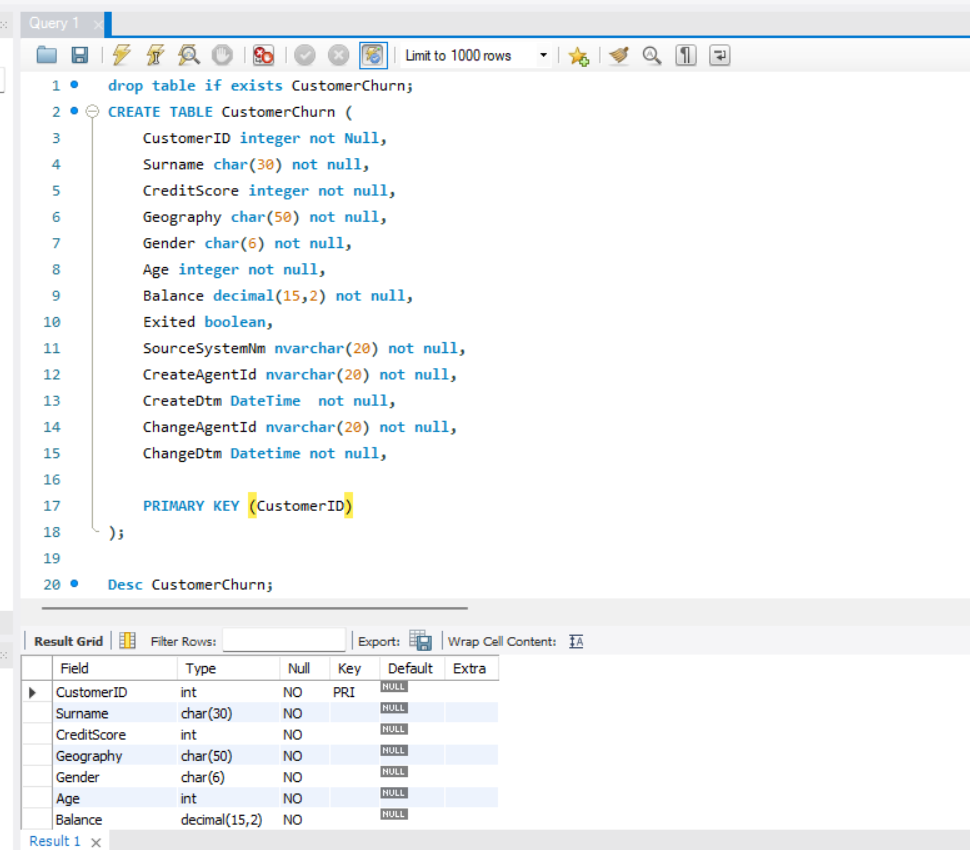 Query 1
Limit to 1000 rows
1 drop table if exists CustomerChurn;
2 CREATE TABLE CustomerChurn (
3 CustomerID integer not Null,
4 Surname char(30) not null,
5 CreditScore integer not null,
6 Geography char(50) not null,
7 Gender char(6) not null,
8 Age integer not null,
9 Balance decimal(15,2) not null,
10 Exited boolean,
11 SourceSystemNm nvarchar(20) not null,
12 CreateAgentId nvarchar(20) not null,
13 CreateDtm DateTime  not null,
14 ChangeAgentId nvarchar(20) not null,
15 ChangeDtm Datetime not null,
16
17 PRIMARY KEY (CustomerID)
18 );
19
20 Desc CustomerChurn;
Result Grid Filter Rows: Export: Wrap Cell Content:
Field Type Null Key Default Extra
CustomerID int NO PRI NULL
Surname char(30) NO NULL
CreditScore int NO NULL
Geography char(50) NO NULL
Gender char(6) NO NULL
Age int NO NULL
Balance decimal(15,2) NO NULL
Result 1